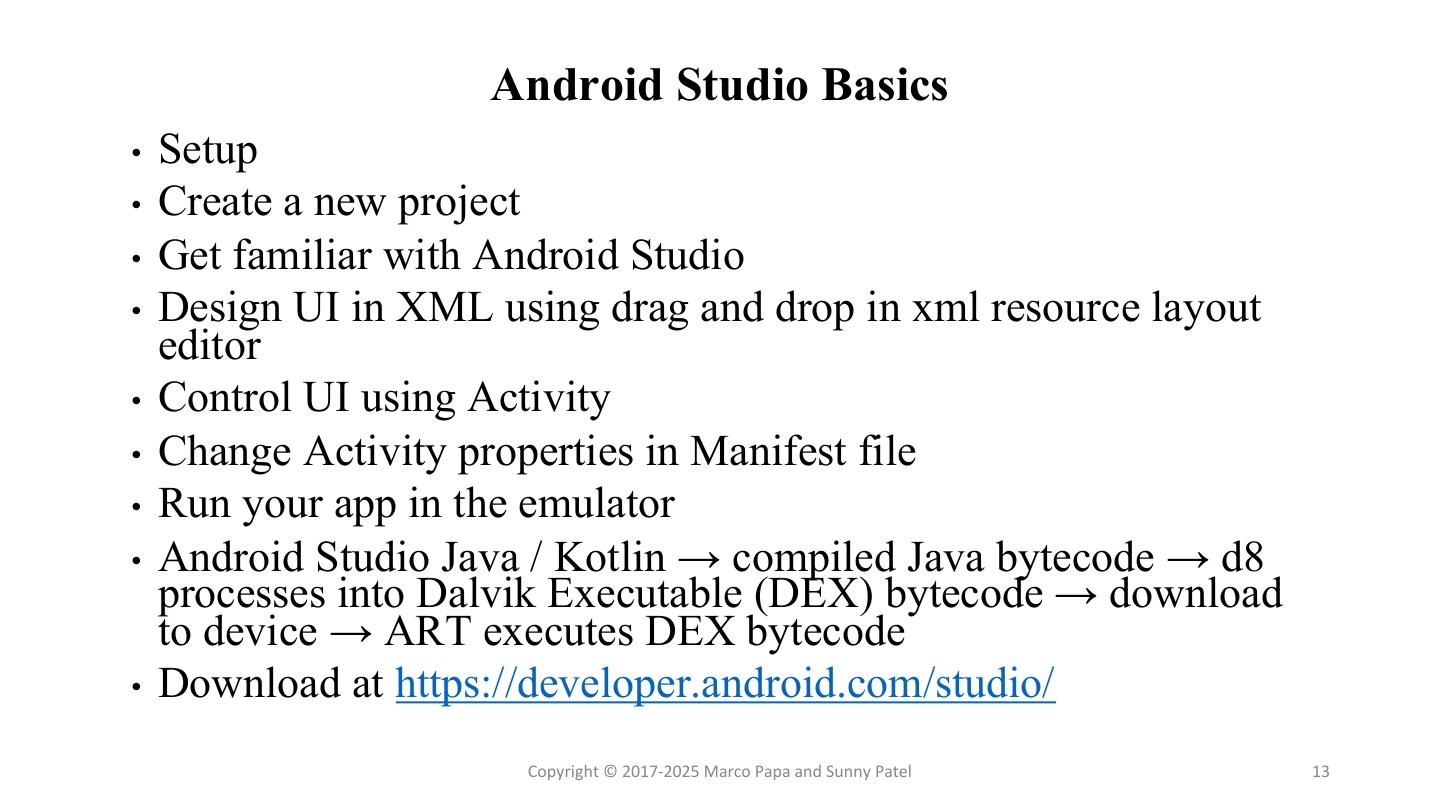 Android Studio Basics
• Setup
• Create a new project
• Get familiar with Android Studio
• Design UI in XML using drag and drop in xml resource layout
editor
• Control UI using Activity
• Change Activity properties in Manifest file
• Run your app in the emulator
• Android Studio Java / Kotlin → compiled Java bytecode → d8
processes into Dalvik Executable (DEX) bytecode → download
to device → ART executes DEX bytecode
• Download at https://developer.android.com/studio/
Copyright © 2017-2025 Marco Papa and Sunny Patel
13